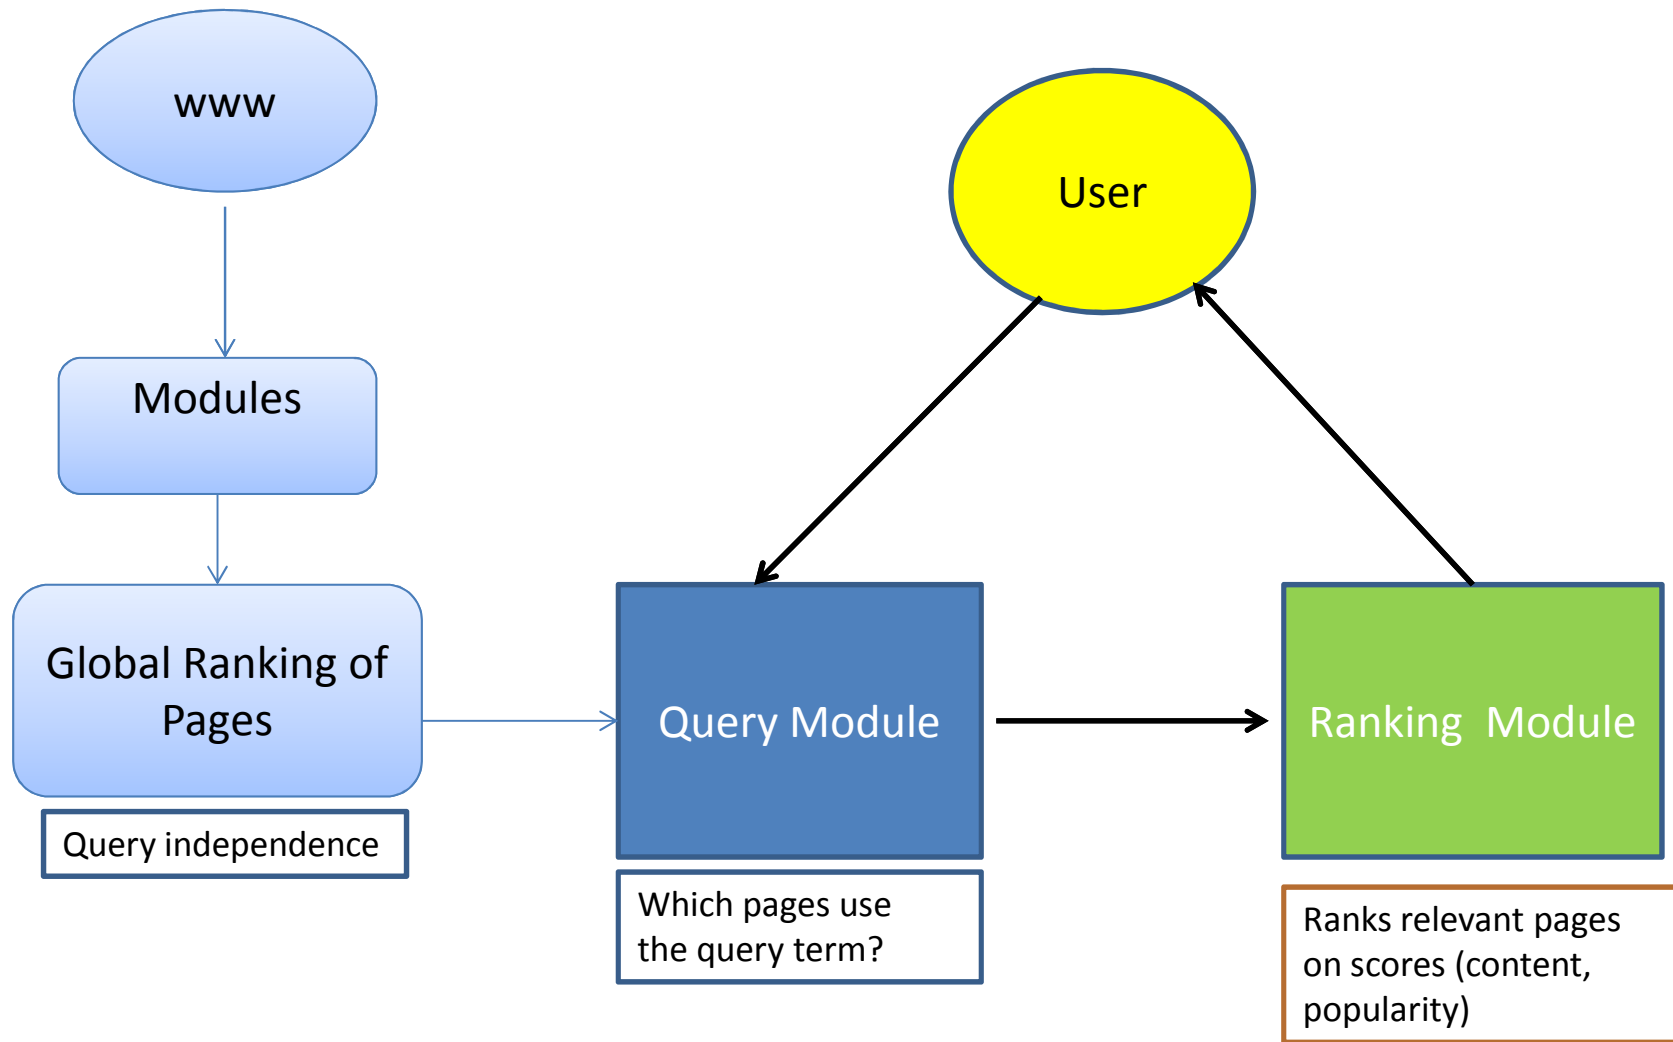 www
User
Modules
Global Ranking of
Pages
Query Module
Ranking  Module
Query independence
Which pages use
the query term?
Ranks relevant pages
on scores (content,
popularity)